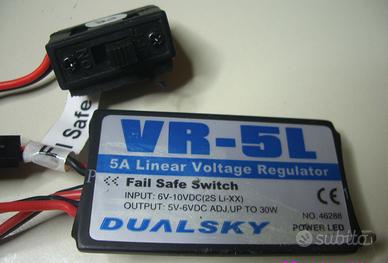 Fail Safe
VR-5L
5A Linear Voltage Regulator
Fail Safe Switch
INPUT: 6V-10VDC(2S Li-XX)
OUTPUT: 5V-6VDC ADJ,UP TO 30W
NO.46288
POWER LED
DUALSKY
CE
subito